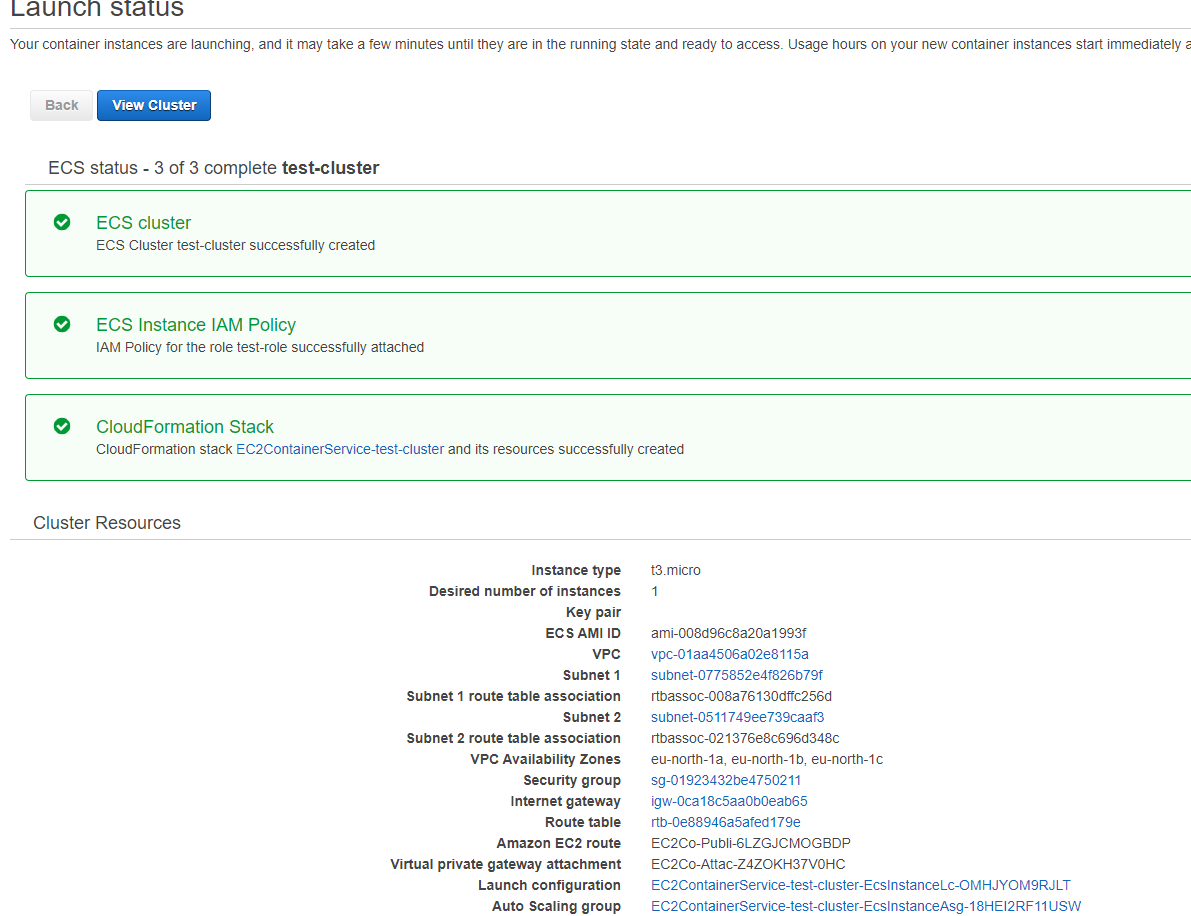 Launch status
Your container instances are launching, and it may take a few minutes until they are in the running state and ready to access. Usage hours on your new container instances start immediately a
Back View Cluster
ECS status - 3 of 3 complete test-cluster
ECS cluster
ECS Cluster test-cluster successfully created
ECS Instance IAM Policy
IAM Policy for the role test-role successfully attached
CloudFormation Stack
CloudFormation stack EC2ContainerService-test-cluster and its resources successfully created
Cluster Resources
Instance type t3.micro
Desired number of instances 1
Key pair
ECS AMI ID ami-008d96c8a20a1993f
VPC vpc-01aa4506a02e8115a
Subnet 1 subnet-0775852e4f826b79f
Subnet 1 route table association rtbassoc-008a76130dffc256d
Subnet 2 subnet-0511749ee739caaf3
Subnet 2 route table association rtbassoc-021376e8c696d348c
VPC Availability Zones eu-north-1a, eu-north-1b, eu-north-1c
Security group sg-01923432be4750211
Internet gateway igw-0ca18c5aa0b0eab65
Route table rtb-0e88946a5afed179e
Amazon EC2 route EC2Co-Publi-6LZGJCMOGBDP
Virtual private gateway attachment EC2Co-Attac-Z4ZOKH37V0HC
Launch configuration EC2ContainerService-test-cluster-EcsInstanceLc-OMHJYOM9RJLT
Auto Scaling group EC2ContainerService-test-cluster-EcsInstanceAsg-18HEI2RF11USW